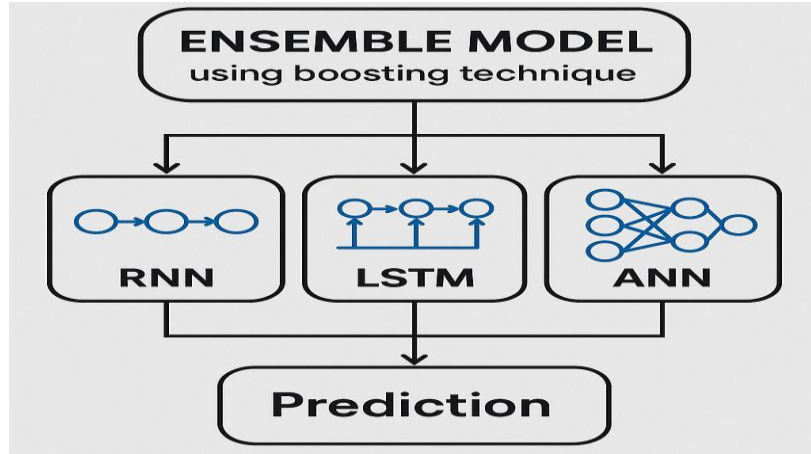 ENSEMBLE MODEL
using boosting technique
RNN
LSTM
ANN
Prediction